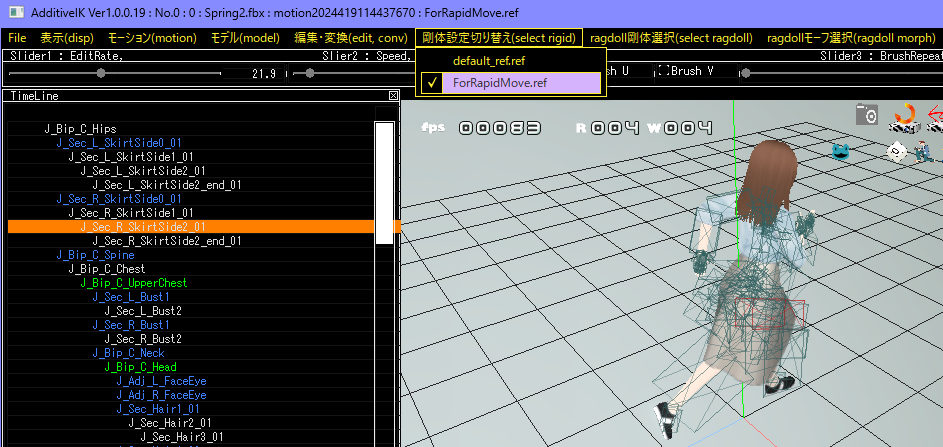 AdditiveIK Ver1.0.0.19 : No.0 : 0 : Spring2.fbx : motion2024419114437670 : ForRapidMove.ref
File 表示(disp) モーション(motion) モデル(model) 編集・変換(edit, conv) 剛体設定切り替え(select rigid) ragdoll剛体選択(select ragdoll) ragdollモーフ選択(ragdoll morph)
Slider1 : EditRate, Slier2 : Speed, Slider3 : BrushRepeat
default_ref.ref
21.9 ✓ ForRapidMove.ref U Brush V
TimeLine
fps 00083 R004 W004
J_Bip_C_Hips
J_Sec_L_SkirtSide0_01
J_Sec_L_SkirtSide1_01
J_Sec_L_SkirtSide2_01
J_Sec_L_SkirtSide2_end_01
J_Sec_R_SkirtSide0_01
J_Sec_R_SkirtSide1_01
J_Sec_R_SkirtSide2_01
J_Sec_R_SkirtSide2_end_01
J_Bip_C_Spine
J_Bip_C_Chest
J_Bip_C_UpperChest
J_Sec_L_Bust1
J_Sec_L_Bust2
J_Sec_R_Bust1
J_Sec_R_Bust2
J_Bip_C_Neck
J_Bip_C_Head
J_Adj_L_FaceEye
J_Adj_R_FaceEye
J_Sec_Hair1_01
J_Sec_Hair2_01
J_Sec_Hair3_01